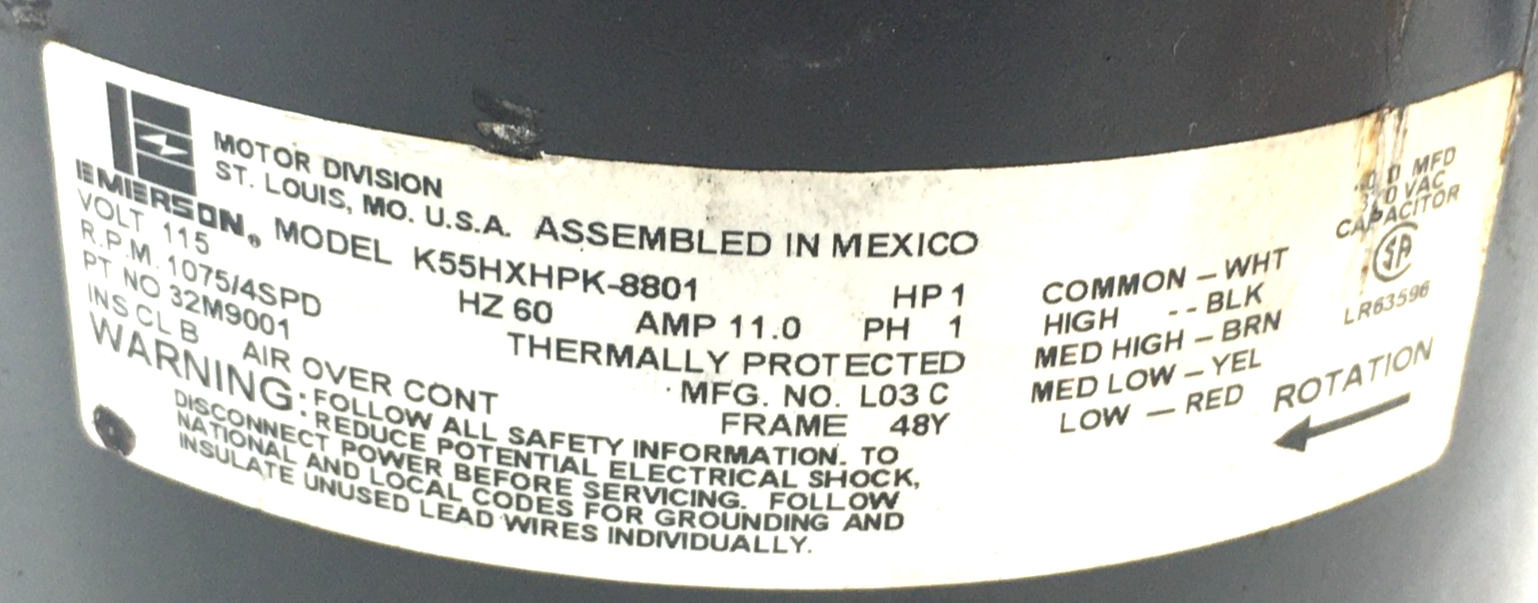 MOTOR DIVISION
ST. LOUIS, MO. U.S.A. ASSEMBLED IN MEXICO
EMERSON® MODEL K55HXHPK-8801 HP 1
VOLT 115 HZ 60 AMP 11.0 PH 1
R.P.M. 1075/4SPD THERMALLY PROTECTED
PT NO 32M9001 MFG. NO. L03 C
INS CL B AIR OVER CONT FRAME 48Y
WARNING: FOLLOW ALL SAFETY INFORMATION. TO
REDUCE POTENTIAL ELECTRICAL SHOCK,
DISCONNECT POWER BEFORE SERVICING. FOLLOW
NATIONAL AND LOCAL CODES FOR GROUNDING AND
INSULATE UNUSED LEAD WIRES INDIVIDUALLY.
COMMON – WHT
HIGH - - BLK
MED HIGH – BRN
MED LOW – YEL
LOW — RED
MFD
VAC
CAPACITOR
SA
LR63596
ROTATION